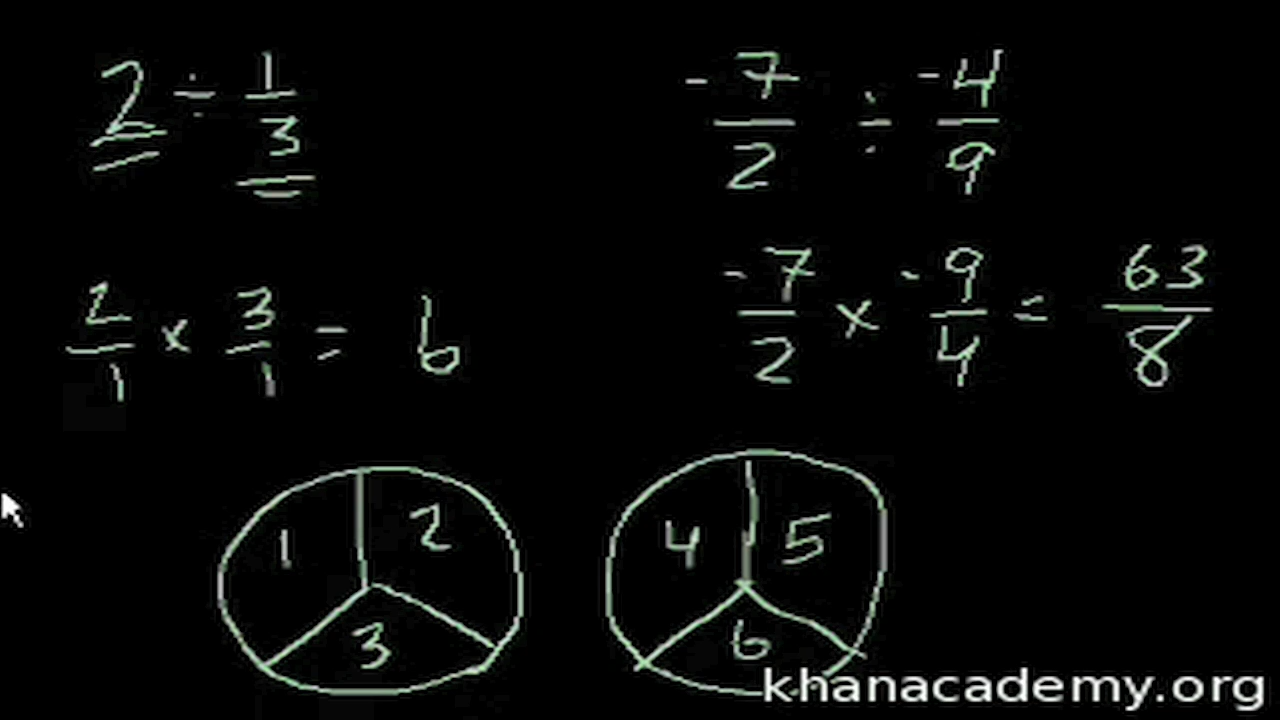 2 ÷ 1/3
-7/2 ÷ -4/9
2/1 x 3/1 = 6
-7/2 x -9/4 = 63/8
1 2 4 5
3 6
khanacademy.org